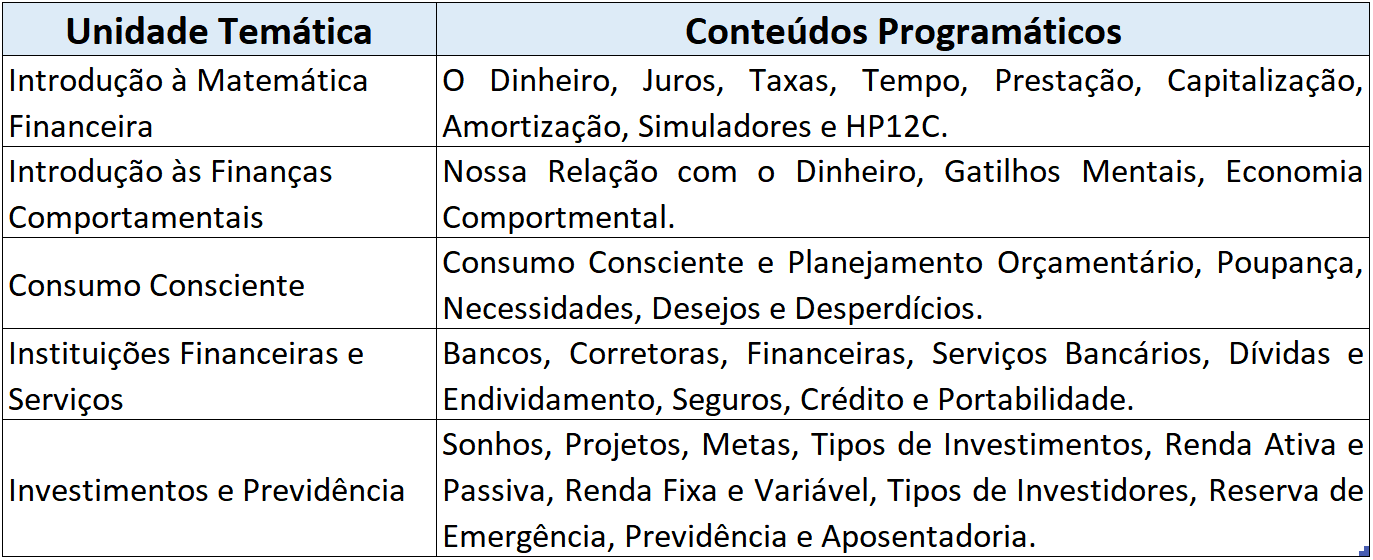 Unidade Temática
Conteúdos Programáticos
Introdução à Matemática
Financeira
O Dinheiro, Juros, Taxas, Tempo, Prestação, Capitalização,
Amortização, Simuladores e HP12C.
Introdução às Finanças
Comportamentais
Nossa Relação com o Dinheiro, Gatilhos Mentais, Economia
Comportmental.
Consumo Consciente
Consumo Consciente e Planejamento Orçamentário, Poupança,
Necessidades, Desejos e Desperdícios.
Instituições Financeiras e
Serviços
Bancos, Corretoras, Financeiras, Serviços Bancários, Dívidas e
Endividamento, Seguros, Crédito e Portabilidade.
Investimentos e Previdência
Sonhos, Projetos, Metas, Tipos de Investimentos, Renda Ativa e
Passiva, Renda Fixa e Variável, Tipos de Investidores, Reserva de
Emergência, Previdência e Aposentadoria.